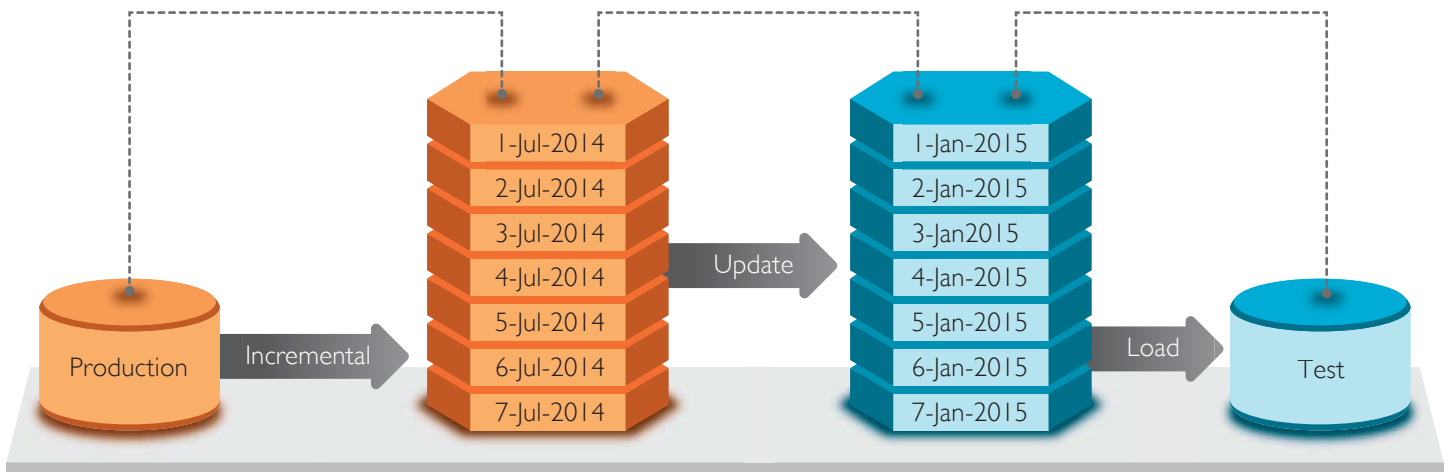 Production
Incremental
1-Jul-2014
2-Jul-2014
3-Jul-2014
4-Jul-2014
5-Jul-2014
6-Jul-2014
7-Jul-2014
Update
1-Jan-2015
2-Jan-2015
3-Jan2015
4-Jan-2015
5-Jan-2015
6-Jan-2015
7-Jan-2015
Load
Test